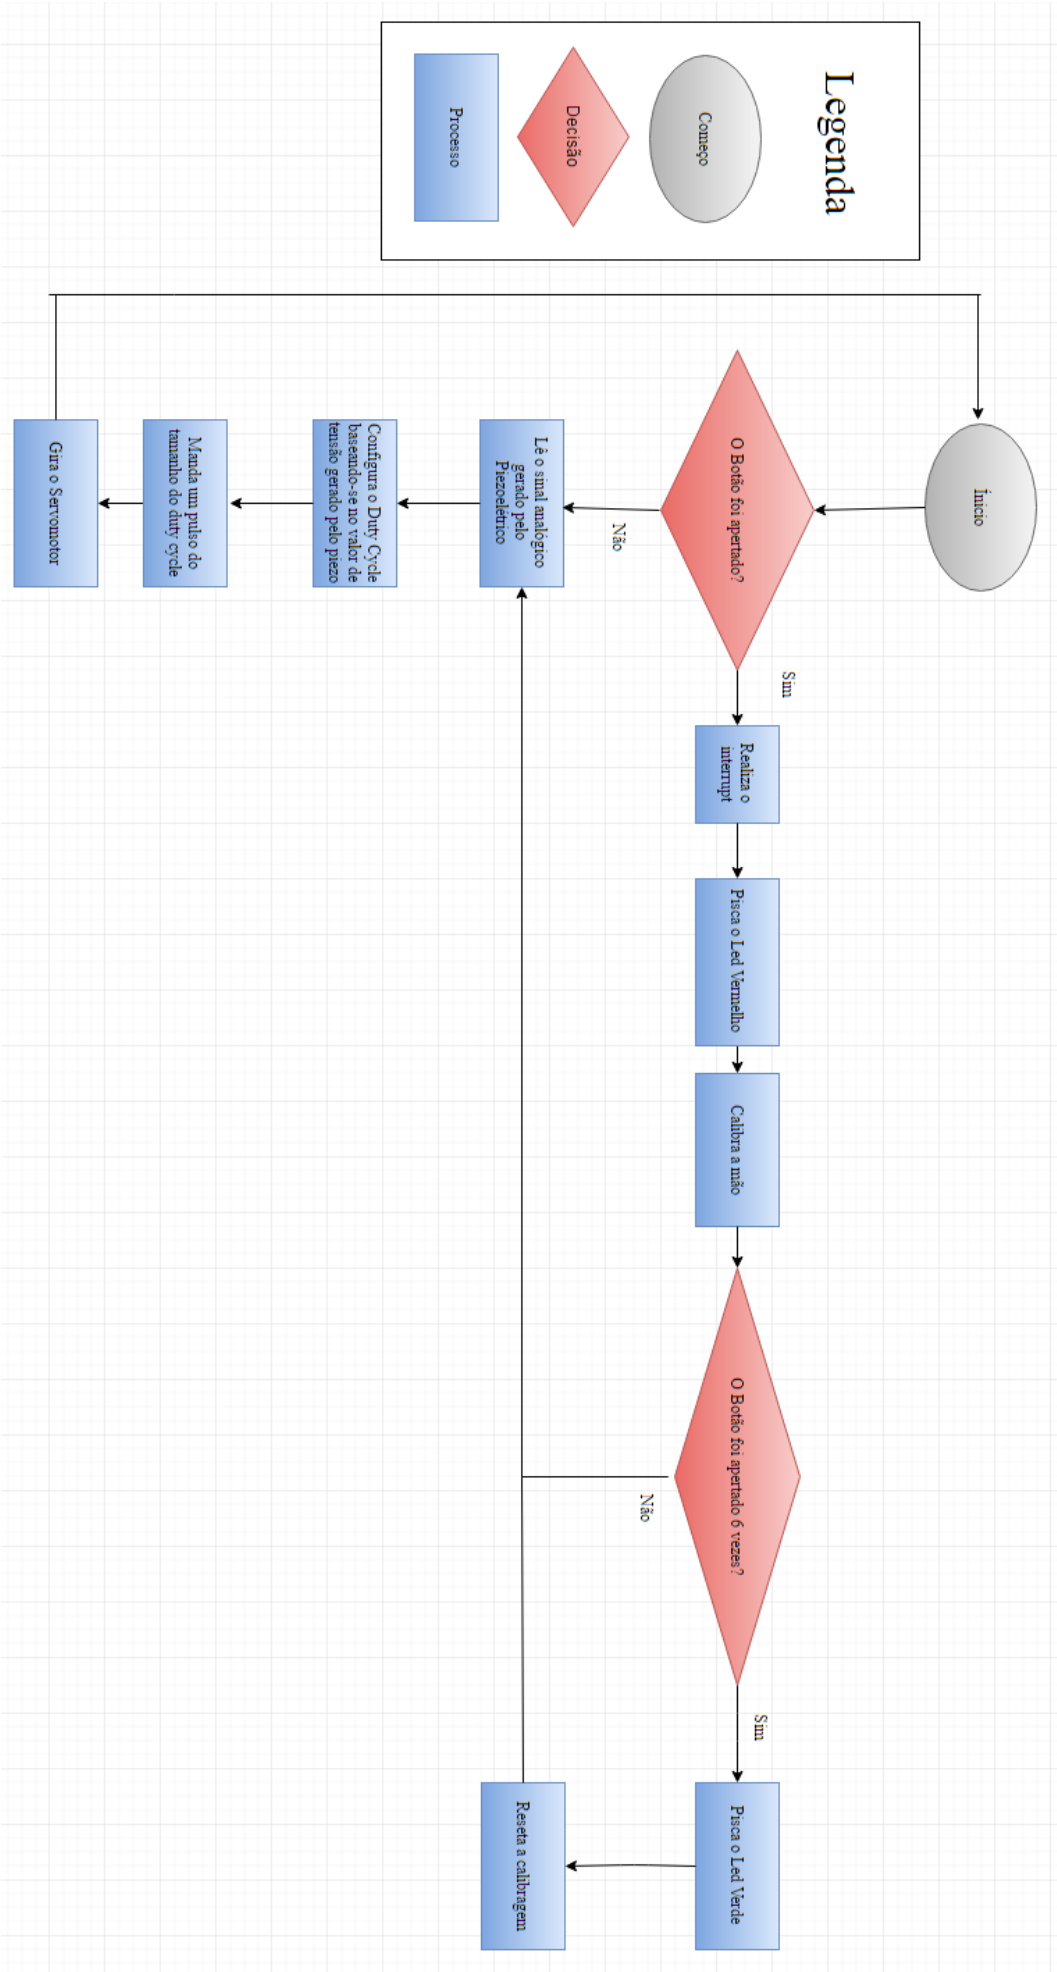 Legenda
Começo
Decisão
Processo
Ínicio
O Botão foi apertado?
Sim
Realiza o
interrupt
Pisca o Led Vermelho
Calibra a mão
O Botão foi apertado 6 vezes?
Sim
Pisca o Led Verde
Não
Não
Lê o sinal analógico
gerado pelo
Piezoelétrico
Reseta a calibragem
Configura o Duty Cycle
baseando-se no valor de
tensão gerado pelo piezo
Manda um pulso do
tamanho do duty cycle
Gira o Servomotor